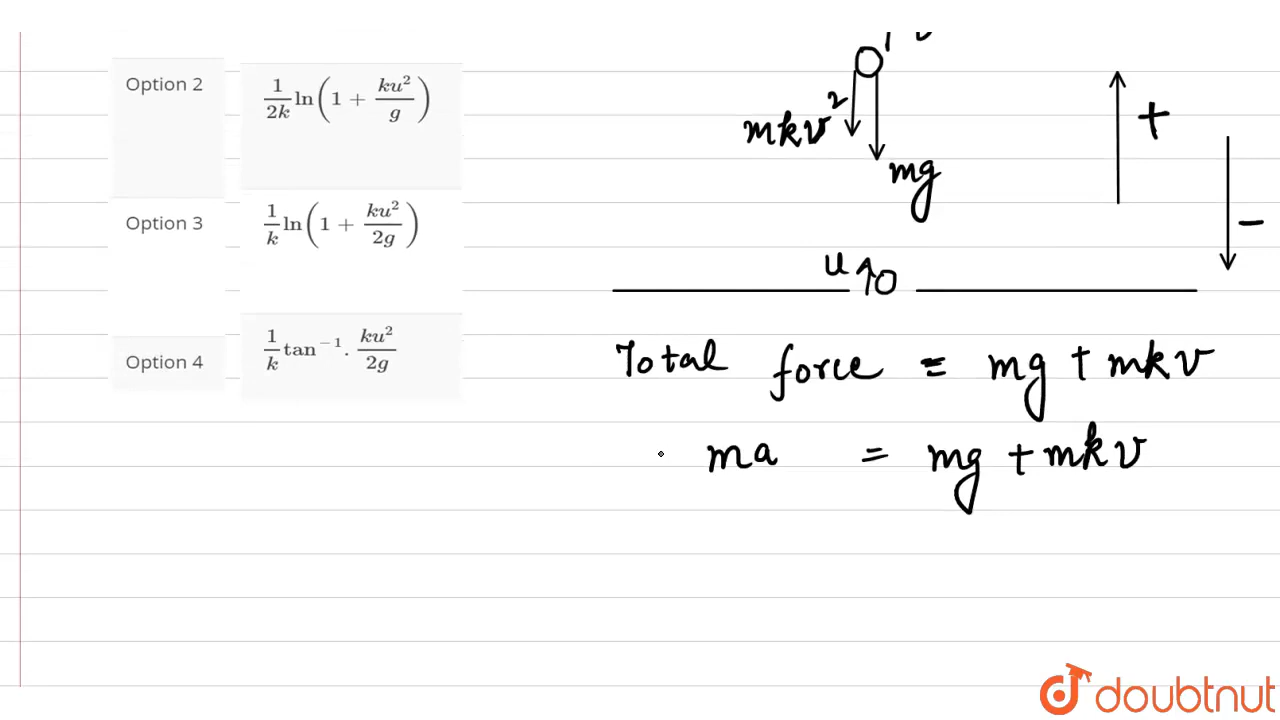 Option 2
1/2k ln(1 + ku²/g)
Option 3
1/k ln(1 + ku²/2g)
Option 4
1/k tan⁻¹. ku²/2g
mkv²
mg
+
−
u
Total force = mg + mkv
ma = mg + mkv
doubtnut